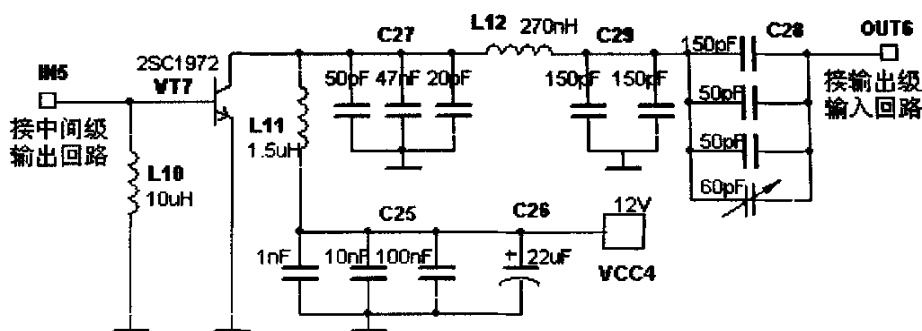 L12 270nH
C27
C29
C28
OUT6
2SC1972
VT7
IN5
50pF 47nF 20pF
150pF 150pF
150pF
50pF
50pF
60pF
接输出级
输入回路
接中间级
输出回路
L11
1.5uH
L10
10uH
C25
C26
12V
1nF 10nF 100nF
+
22uF
VCC4